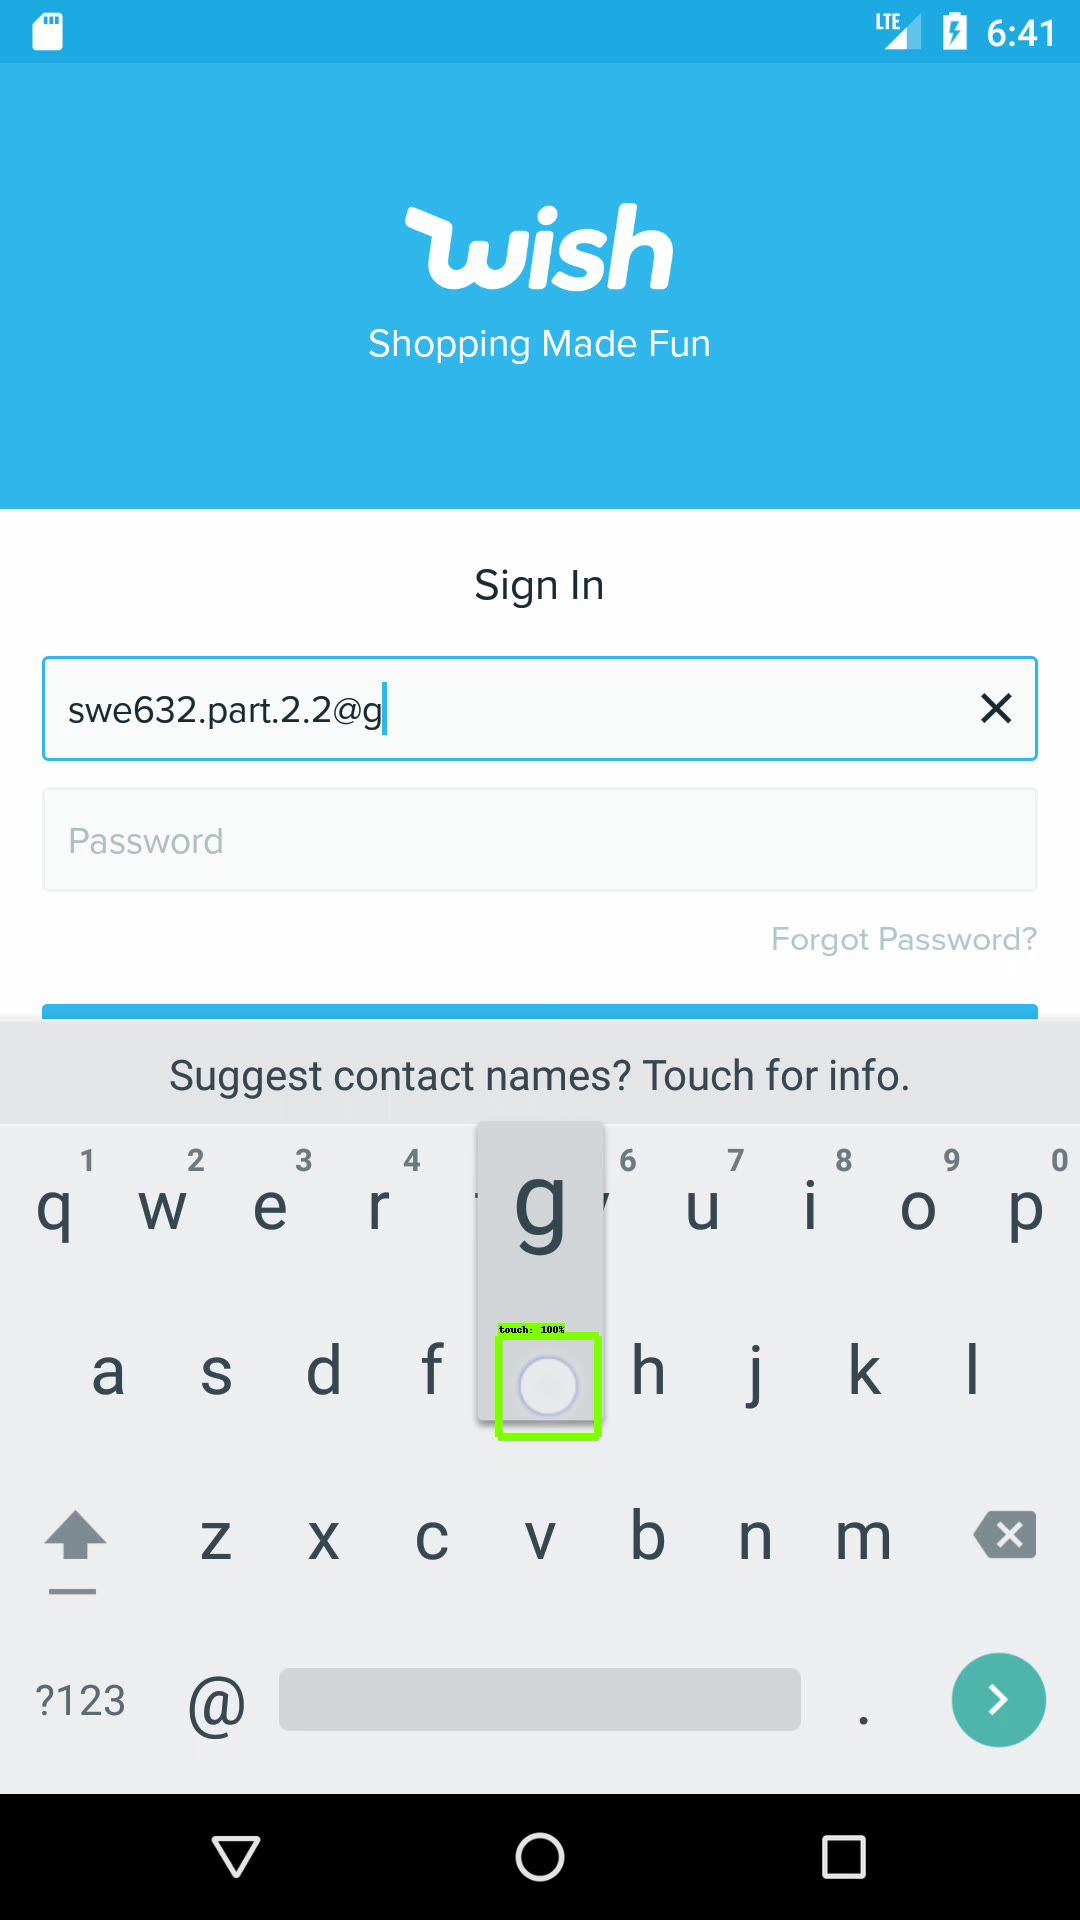 LTE 6:41
wish
Shopping Made Fun
Sign In
swe632.part.2.2@g
Password
Forgot Password?
Suggest contact names? Touch for info.
1 2 3 4 6 7 8 9 0
q w e r g u i o p
touch: 100%
a s d f h j k l
z x c v b n m
?123 @ .